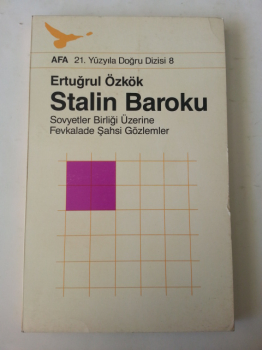 AFA 21. Yüzyıla Doğru Dizisi 8
Ertuğrul Özkök
Stalin Baroku
Sovyetler Birliği Üzerine
Fevkalade Şahsi Gözlemler